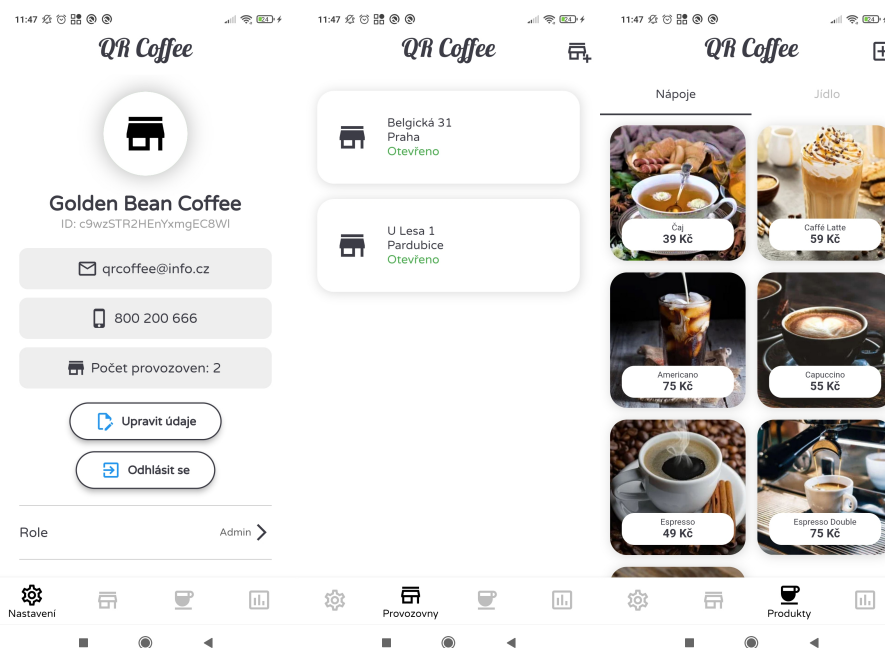 11:47
24
QR Coffee
Golden Bean Coffee
ID: c9wzSTR2HEnYxmgEC8WI
qrcoffee@info.cz
800 200 666
Počet provozoven: 2
Upravit údaje
Odhlásit se
Role
Admin
Nastavení
11:47
24
QR Coffee
Belgická 31
Praha
Otevřeno
U Lesa 1
Pardubice
Otevřeno
Provozovny
11:47
24
QR Coffee
Nápoje
Jídlo
Čaj
39 Kč
Caffé Latte
59 Kč
Americano
75 Kč
Capuccino
55 Kč
Espresso
49 Kč
Espresso Double
75 Kč
Produkty